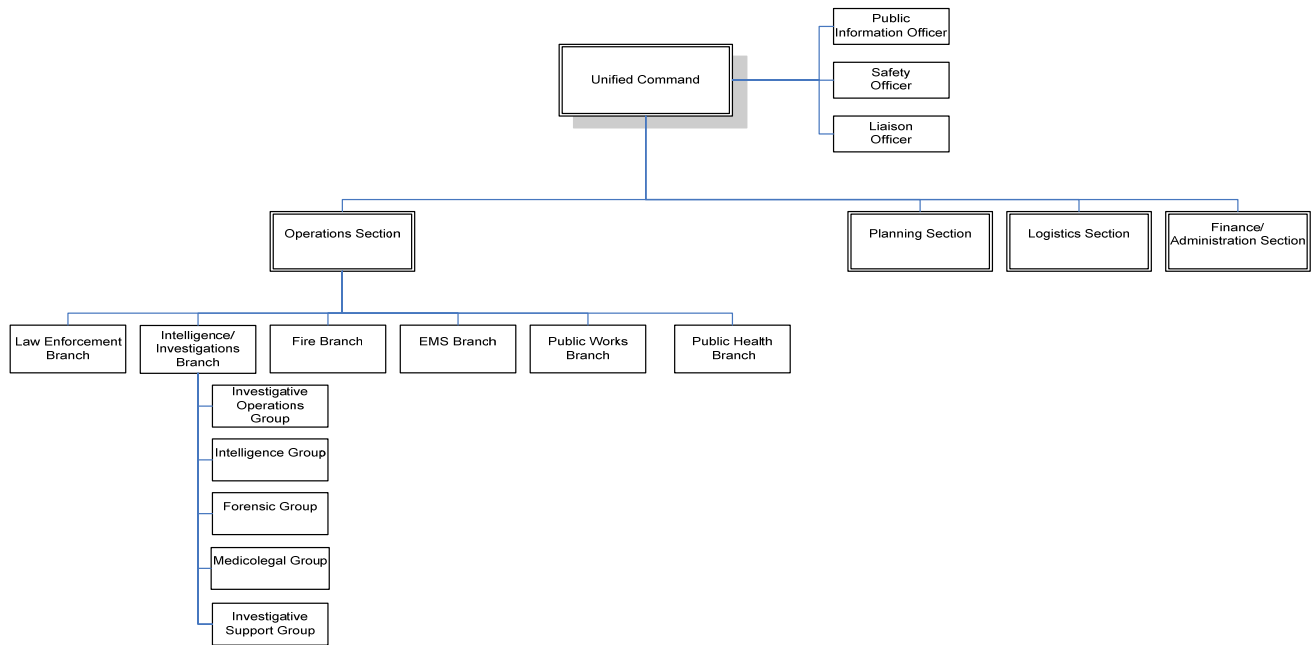 Public
Information Officer
Unified Command
Safety
Officer
Liaison
Officer
Operations Section
Planning Section
Logistics Section
Finance/
Administration Section
Law Enforcement
Branch
Intelligence/
Investigations
Branch
Fire Branch
EMS Branch
Public Works
Branch
Public Health
Branch
Investigative
Operations
Group
Intelligence Group
Forensic Group
Medicolegal Group
Investigative
Support Group